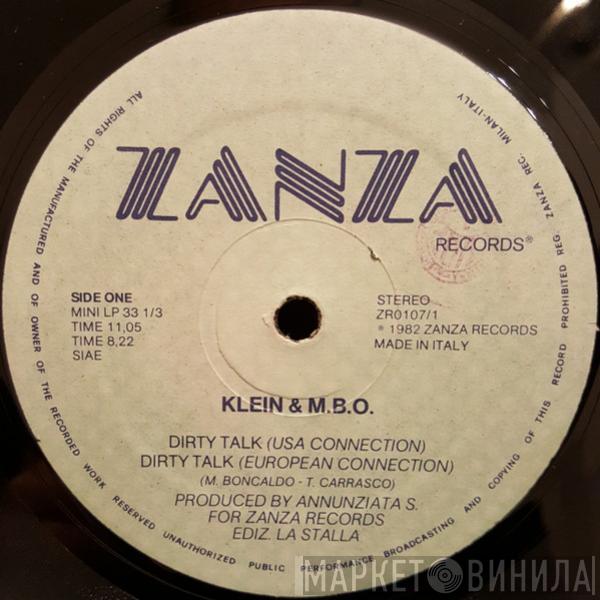 ZANZA
RECORDS®
SIDE ONE
MINI LP 33 1/3
TIME 11,05
TIME 8,22
SIAE
STEREO
ZR0107/1
℗ 1982 ZANZA RECORDS
MADE IN ITALY
KLEIN & M.B.O.
DIRTY TALK (USA CONNECTION)
DIRTY TALK (EUROPEAN CONNECTION)
(M. BONCALDO - T. CARRASCO)
PRODUCED BY ANNUNZIATA S.
FOR ZANZA RECORDS
EDIZ. LA STALLA
ALL RIGHTS OF THE MANUFACTURED AND OF OWNER OF THE RECORDED WORK RESERVED UNAUTHORIZED PUBLIC PERFORMANCE BROADCASTING AND COPYING OF THIS RECORD PROHIBITED REG. ZANZA REC. MILAN-ITALY
МАРКЕТ ВИНИЛА